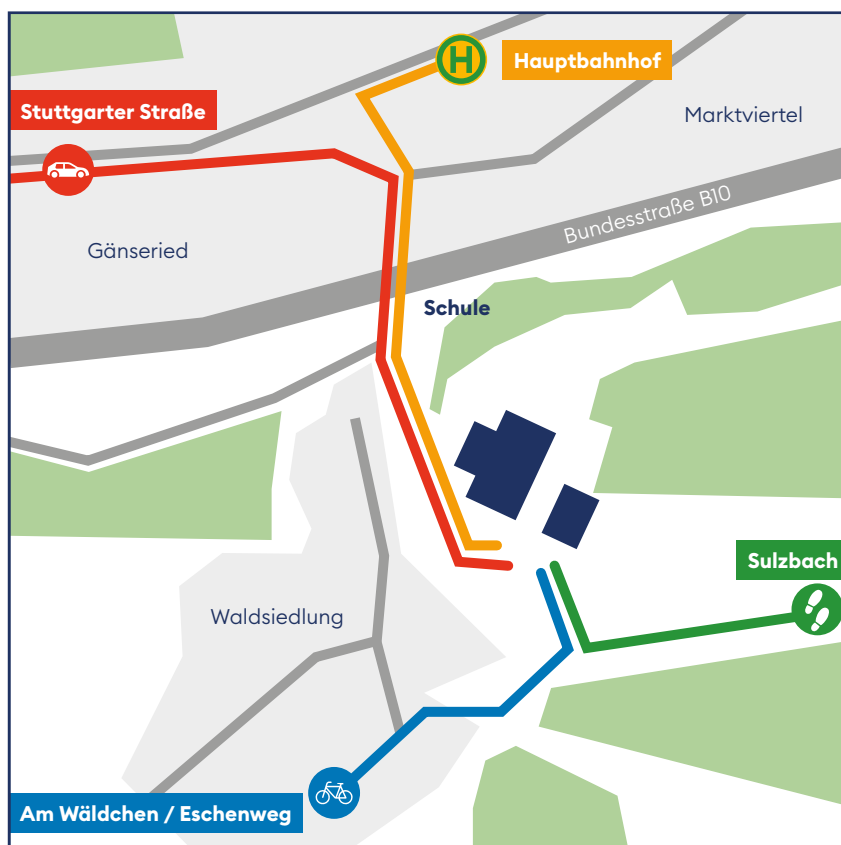 H
Hauptbahnhof
Stuttgarter Straße
Marktviertel
Bundesstraße B10
Gänseried
Schule
Sulzbach
Waldsiedlung
Am Wäldchen / Eschenweg